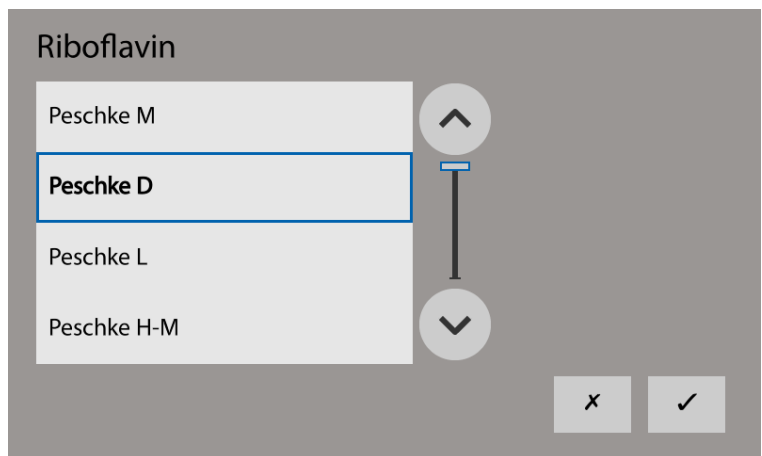 Riboflavin
Peschke M
Peschke D
Peschke L
Peschke H-M
✗ ✓